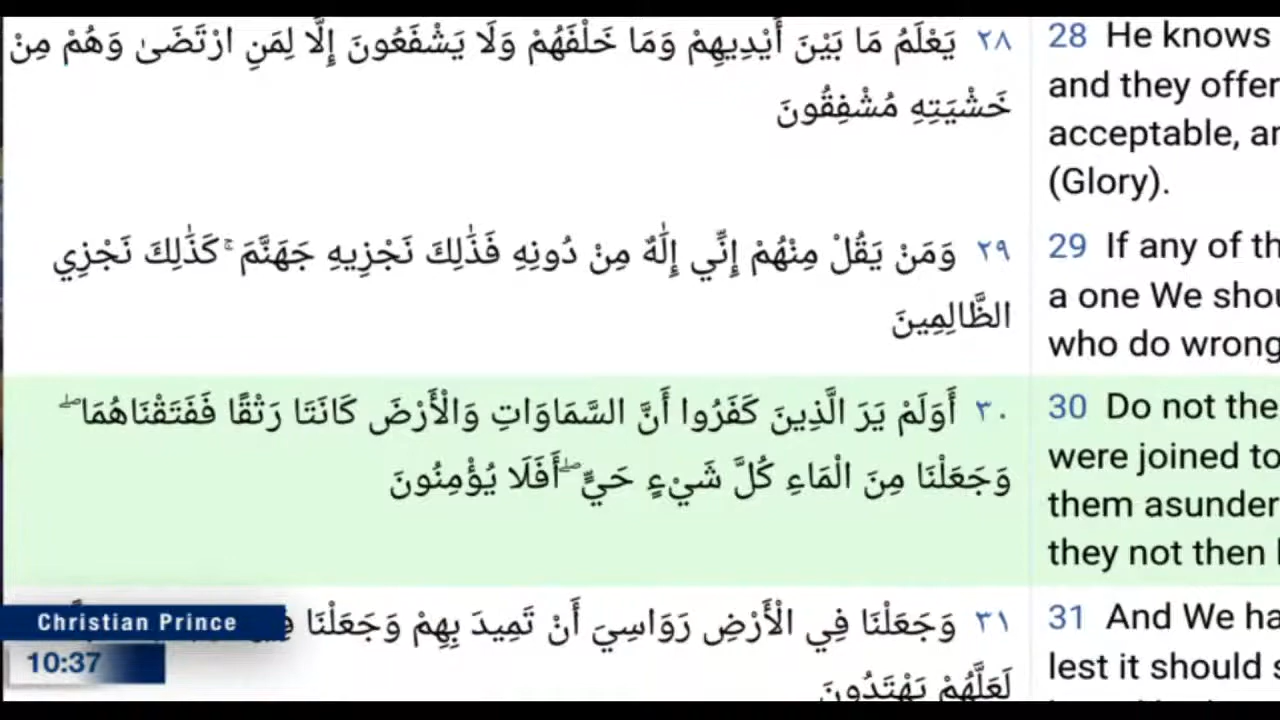 ٢٨ يَعْلَمُ مَا بَيْنَ أَيْدِيهِمْ وَمَا خَلْفَهُمْ وَلَا يَشْفَعُونَ إِلَّا لِمَنِ ارْتَضَىٰ وَهُمْ مِنْ
خَشْيَتِهِ مُشْفِقُونَ
28 He knows
and they offer
acceptable, ar
(Glory).
٢٩ وَمَنْ يَقُلْ مِنْهُمْ إِنِّي إِلَٰهٌ مِنْ دُونِهِ فَذَٰلِكَ نَجْزِيهِ جَهَنَّمَ ۚ كَذَٰلِكَ نَجْزِي
الظَّالِمِينَ
29 If any of th
a one We shou
who do wrong
٣٠ أَوَلَمْ يَرَ الَّذِينَ كَفَرُوا أَنَّ السَّمَاوَاتِ وَالْأَرْضَ كَانَتَا رَتْقًا فَفَتَقْنَاهُمَا ۖ
وَجَعَلْنَا مِنَ الْمَاءِ كُلَّ شَيْءٍ حَيٍّ ۖ أَفَلَا يُؤْمِنُونَ
30 Do not the
were joined to
them asunder
they not then
٣١ وَجَعَلْنَا فِي الْأَرْضِ رَوَاسِيَ أَنْ تَمِيدَ بِهِمْ وَجَعَلْنَا
لَعَلَّهُمْ يَهْتَدُونَ
31 And We ha
lest it should s
Christian Prince
10:37